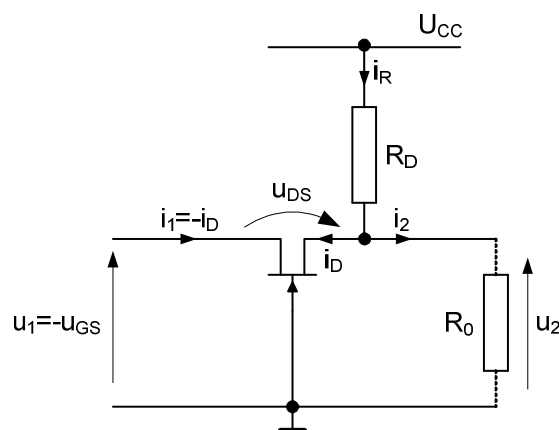 U_CC
i_R
R_D
u_DS
i_1=-i_D
i_2
i_D
u_1=-u_GS
R_0
u_2